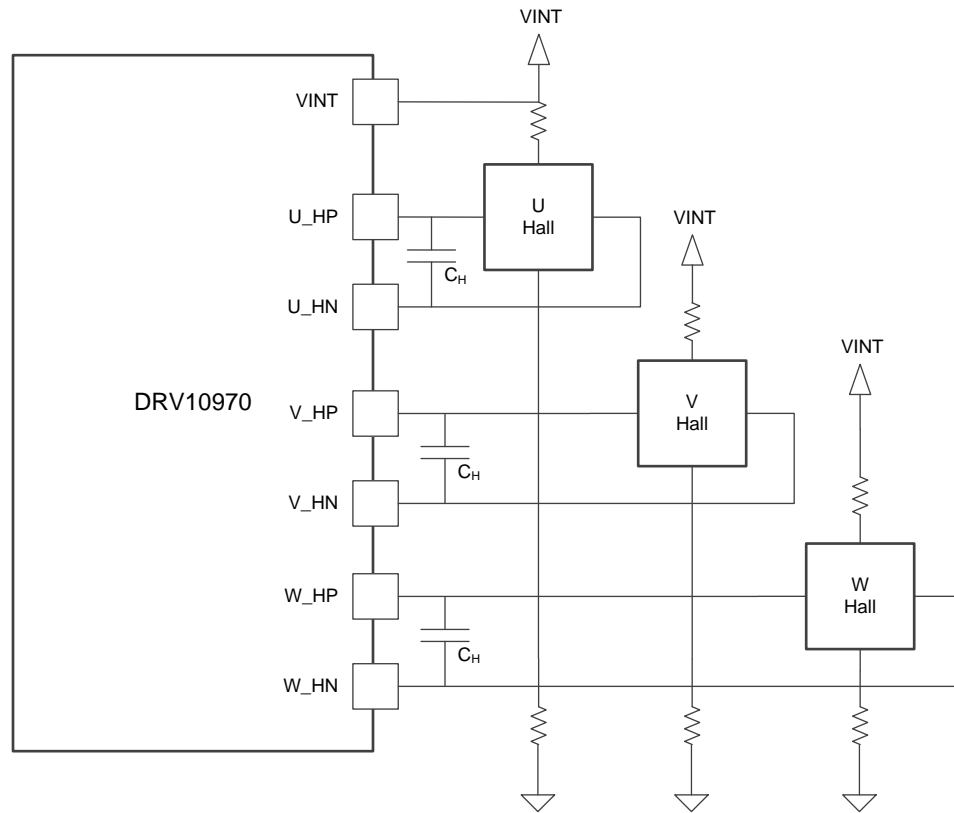 VINT
VINT
U_HP
U
Hall
VINT
C_H
U_HN
VINT
DRV10970
V_HP
V
Hall
C_H
V_HN
W_HP
W
Hall
C_H
W_HN